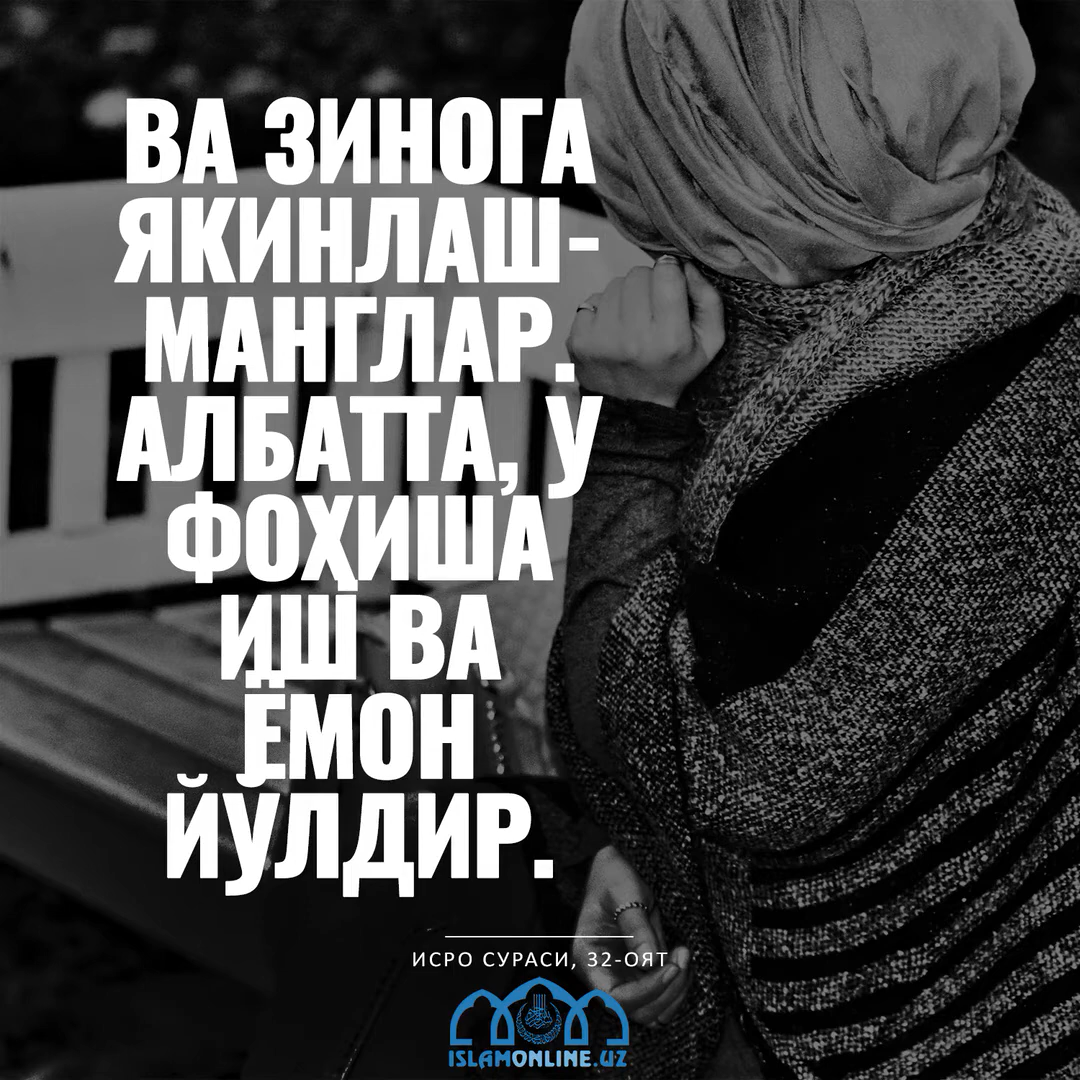 ВА ЗИНОГА
ЯКИНЛАШ-
МАНГЛАР.
АЛБАТТА, У
ФОҲИША
ИШ ВА
ЁМОН
ЙЎЛДИР.
ИСРО СУРАСИ, 32-ОЯТ
ISLAMONLINE.UZ